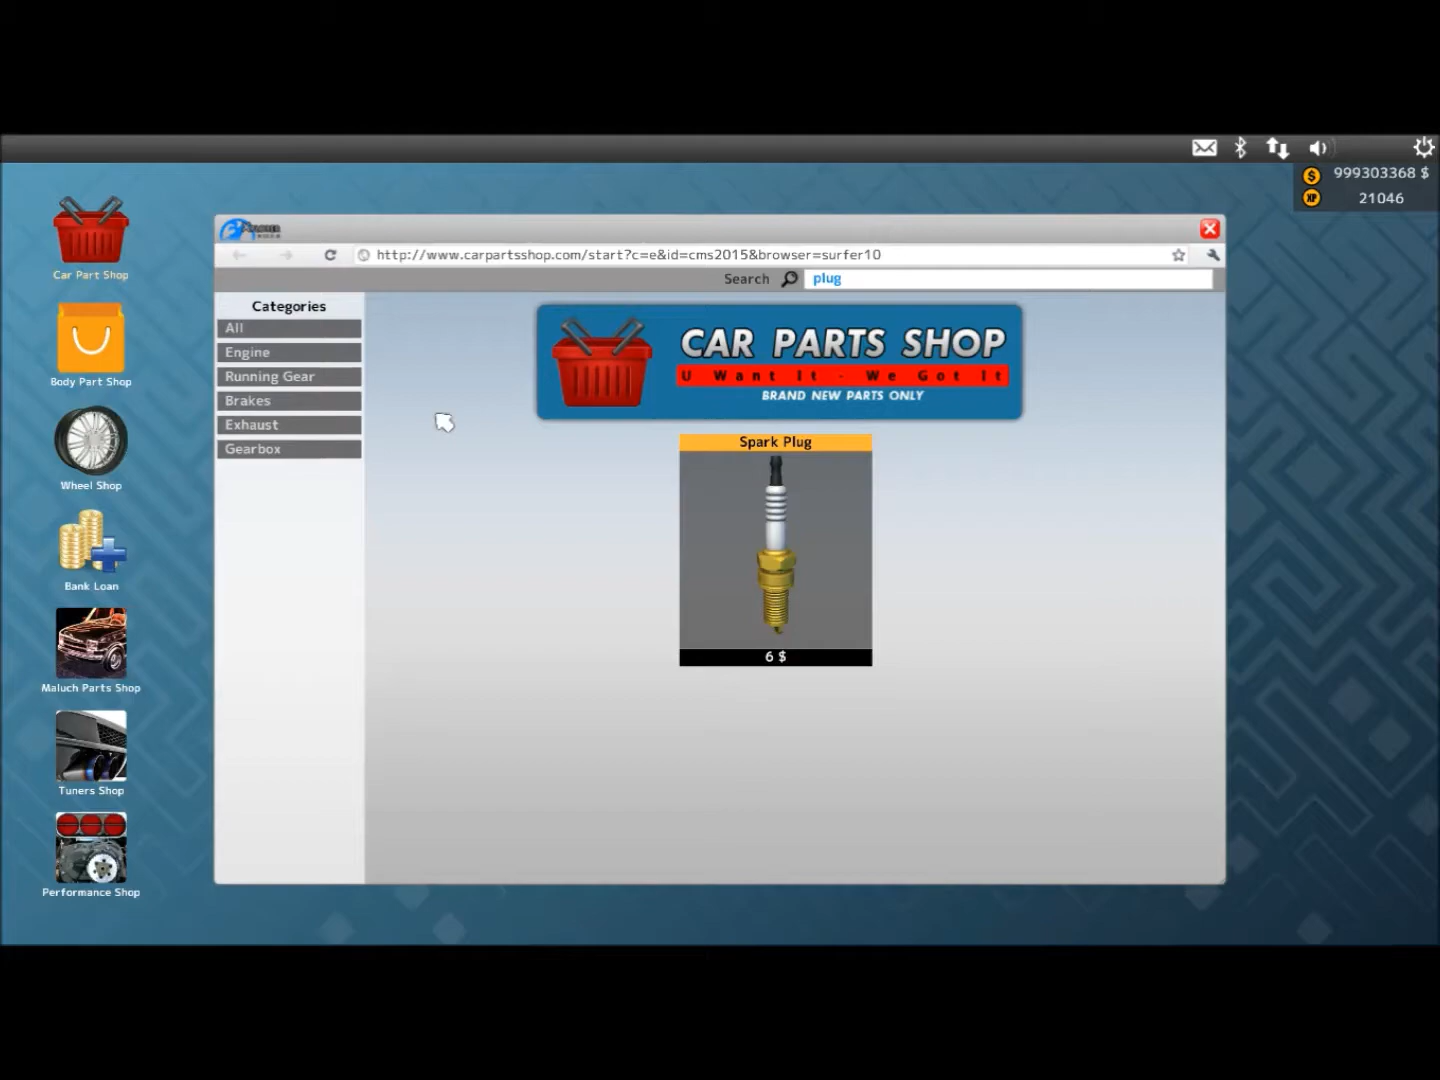 999303368 $
XP
21046
Car Part Shop
Body Part Shop
Wheel Shop
Bank Loan
Maluch Parts Shop
Tuners Shop
Performance Shop
http://www.carpartsshop.com/start?c=e&id=cms2015&browser=surfer10
Search plug
Categories
All
Engine
Running Gear
Brakes
Exhaust
Gearbox
CAR PARTS SHOP
U Want It - We Got It
BRAND NEW PARTS ONLY
Spark Plug
6 $